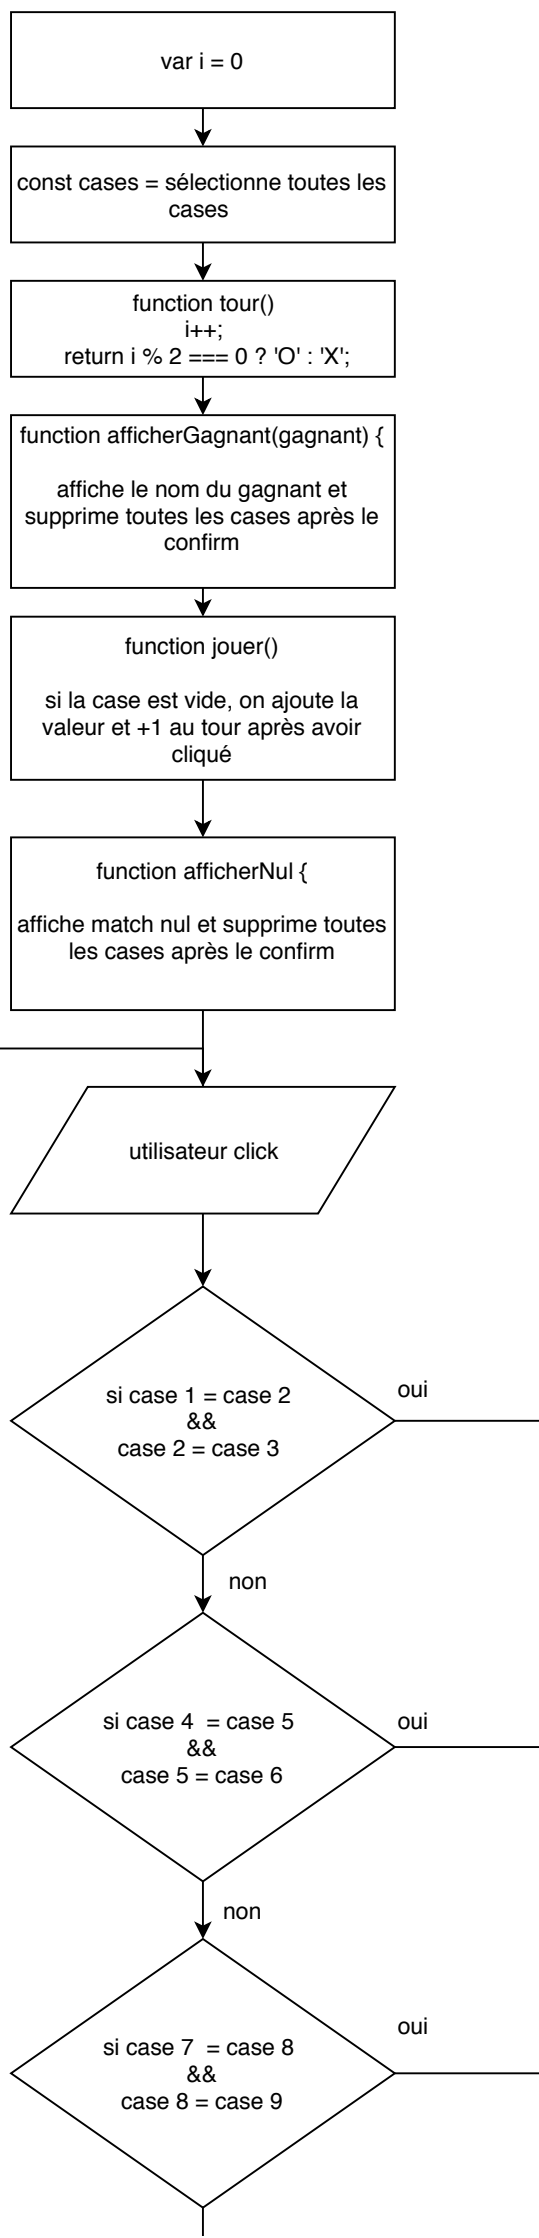 var i = 0
const cases = sélectionne toutes les
cases
function tour()
i++;
return i % 2 === 0 ? 'O' : 'X';
function afficherGagnant(gagnant) {
affiche le nom du gagnant et
supprime toutes les cases après le
confirm
function jouer()
si la case est vide, on ajoute la
valeur et +1 au tour après avoir
cliqué
function afficherNul {
affiche match nul et supprime toutes
les cases après le confirm
utilisateur click
si case 1 = case 2
&&
case 2 = case 3
oui
non
si case 4 = case 5
&&
case 5 = case 6
oui
non
si case 7 = case 8
&&
case 8 = case 9
oui